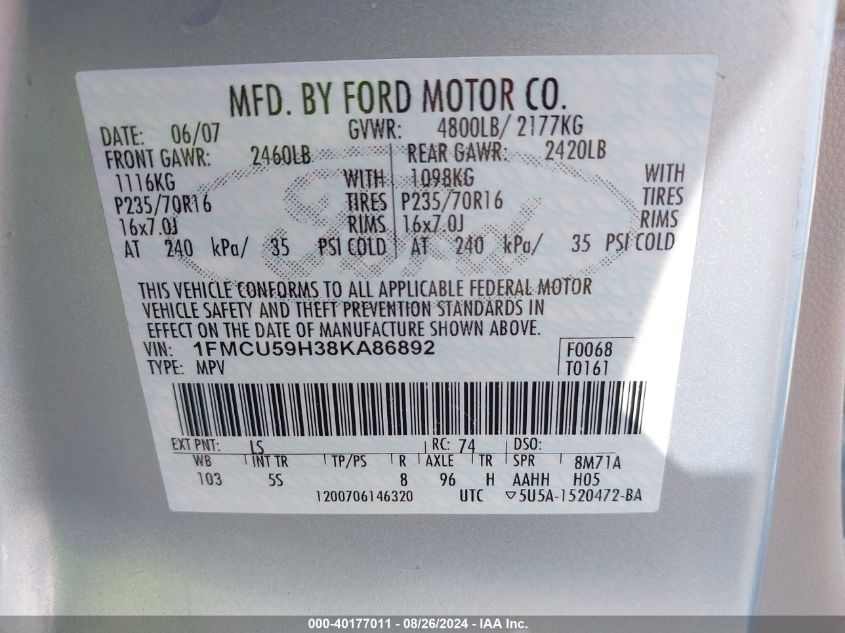 MFD. BY FORD MOTOR CO.
DATE: 06/07 GVWR: 4800LB/ 2177KG
FRONT GAWR: 2460LB REAR GAWR: 2420LB
1116KG WITH 1098KG WITH
P235/70R16 TIRES P235/70R16 TIRES
16x7.0J RIMS 16x7.0J RIMS
AT 240 kPa/ 35 PSI COLD AT 240 kPa/ 35 PSI COLD
Ford
THIS VEHICLE CONFORMS TO ALL APPLICABLE FEDERAL MOTOR
VEHICLE SAFETY AND THEFT PREVENTION STANDARDS IN
EFFECT ON THE DATE OF MANUFACTURE SHOWN ABOVE.
VIN: 1FMCU59H38KA86892 F0068
TYPE: MPV T0161
EXT PNT: LS RC: 74 DSO:
WB INT TR TP/PS R AXLE TR SPR 8M71A
103 5S 8 96 H AAHH H05
1200706146320 UTC ▽5U5A-1520472-BA
000-40177011 - 08/26/2024 - IAA Inc.